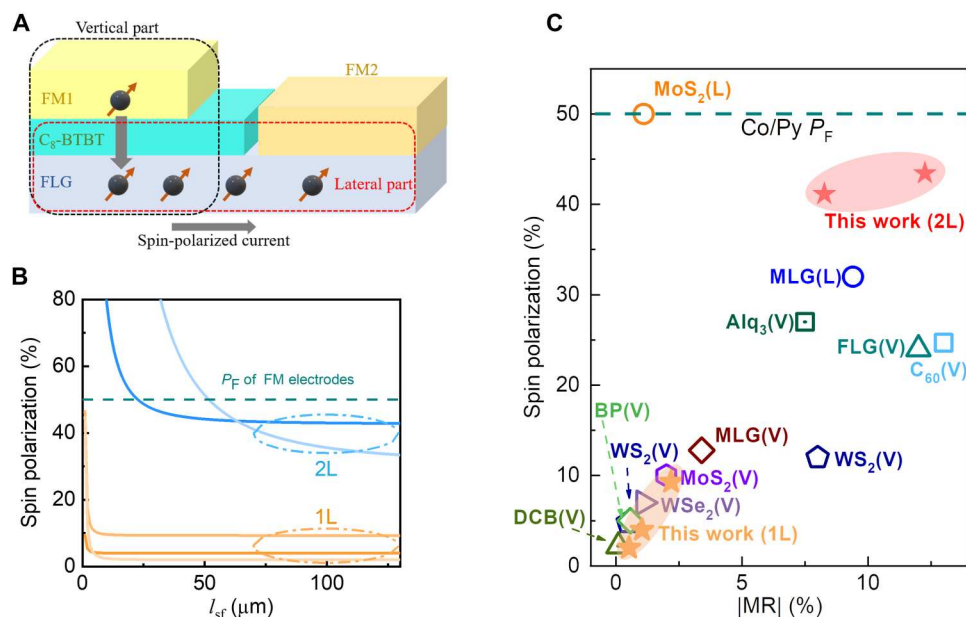 A
Vertical part
FM1
FM2
C₈-BTBT
FLG
Lateral part
Spin-polarized current
B
Spin polarization (%)
80
60
40
20
0
P_F of FM electrodes
2L
1L
0
50
100
l_sf (μm)
C
Spin polarization (%)
50
40
30
20
10
0
MoS₂(L)
Co/Py P_F
This work (2L)
MLG(L)
Alq₃(V)
FLG(V)
C₆₀(V)
BP(V)
MLG(V)
WS₂(V)
WS₂(V)
MoS₂(V)
WSe₂(V)
DCB(V)
This work (1L)
0
5
10
|MR| (%)